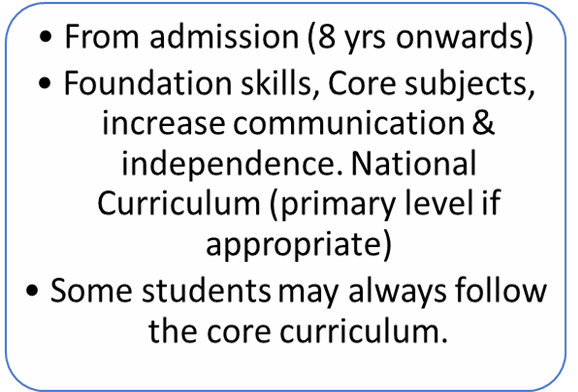 • From admission (8 yrs onwards)
• Foundation skills, Core subjects,
increase communication &
independence. National
Curriculum (primary level if
appropriate)
• Some students may always follow
the core curriculum.